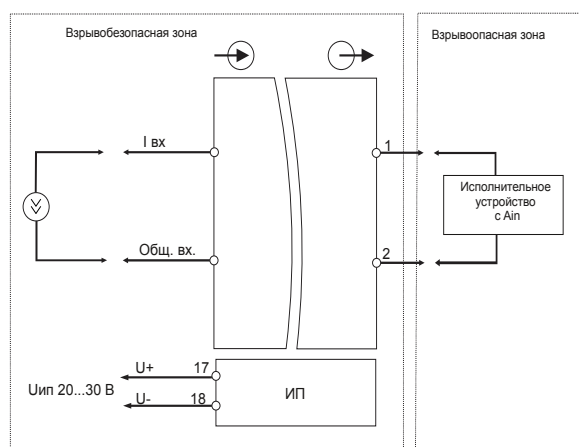 Взрывобезопасная зона
Взрывоопасная зона
I вх
1
Исполнительное
устройство
с Ain
Общ. вх.
2
U+ 17
Uип 20...30 В
ИП
U- 18